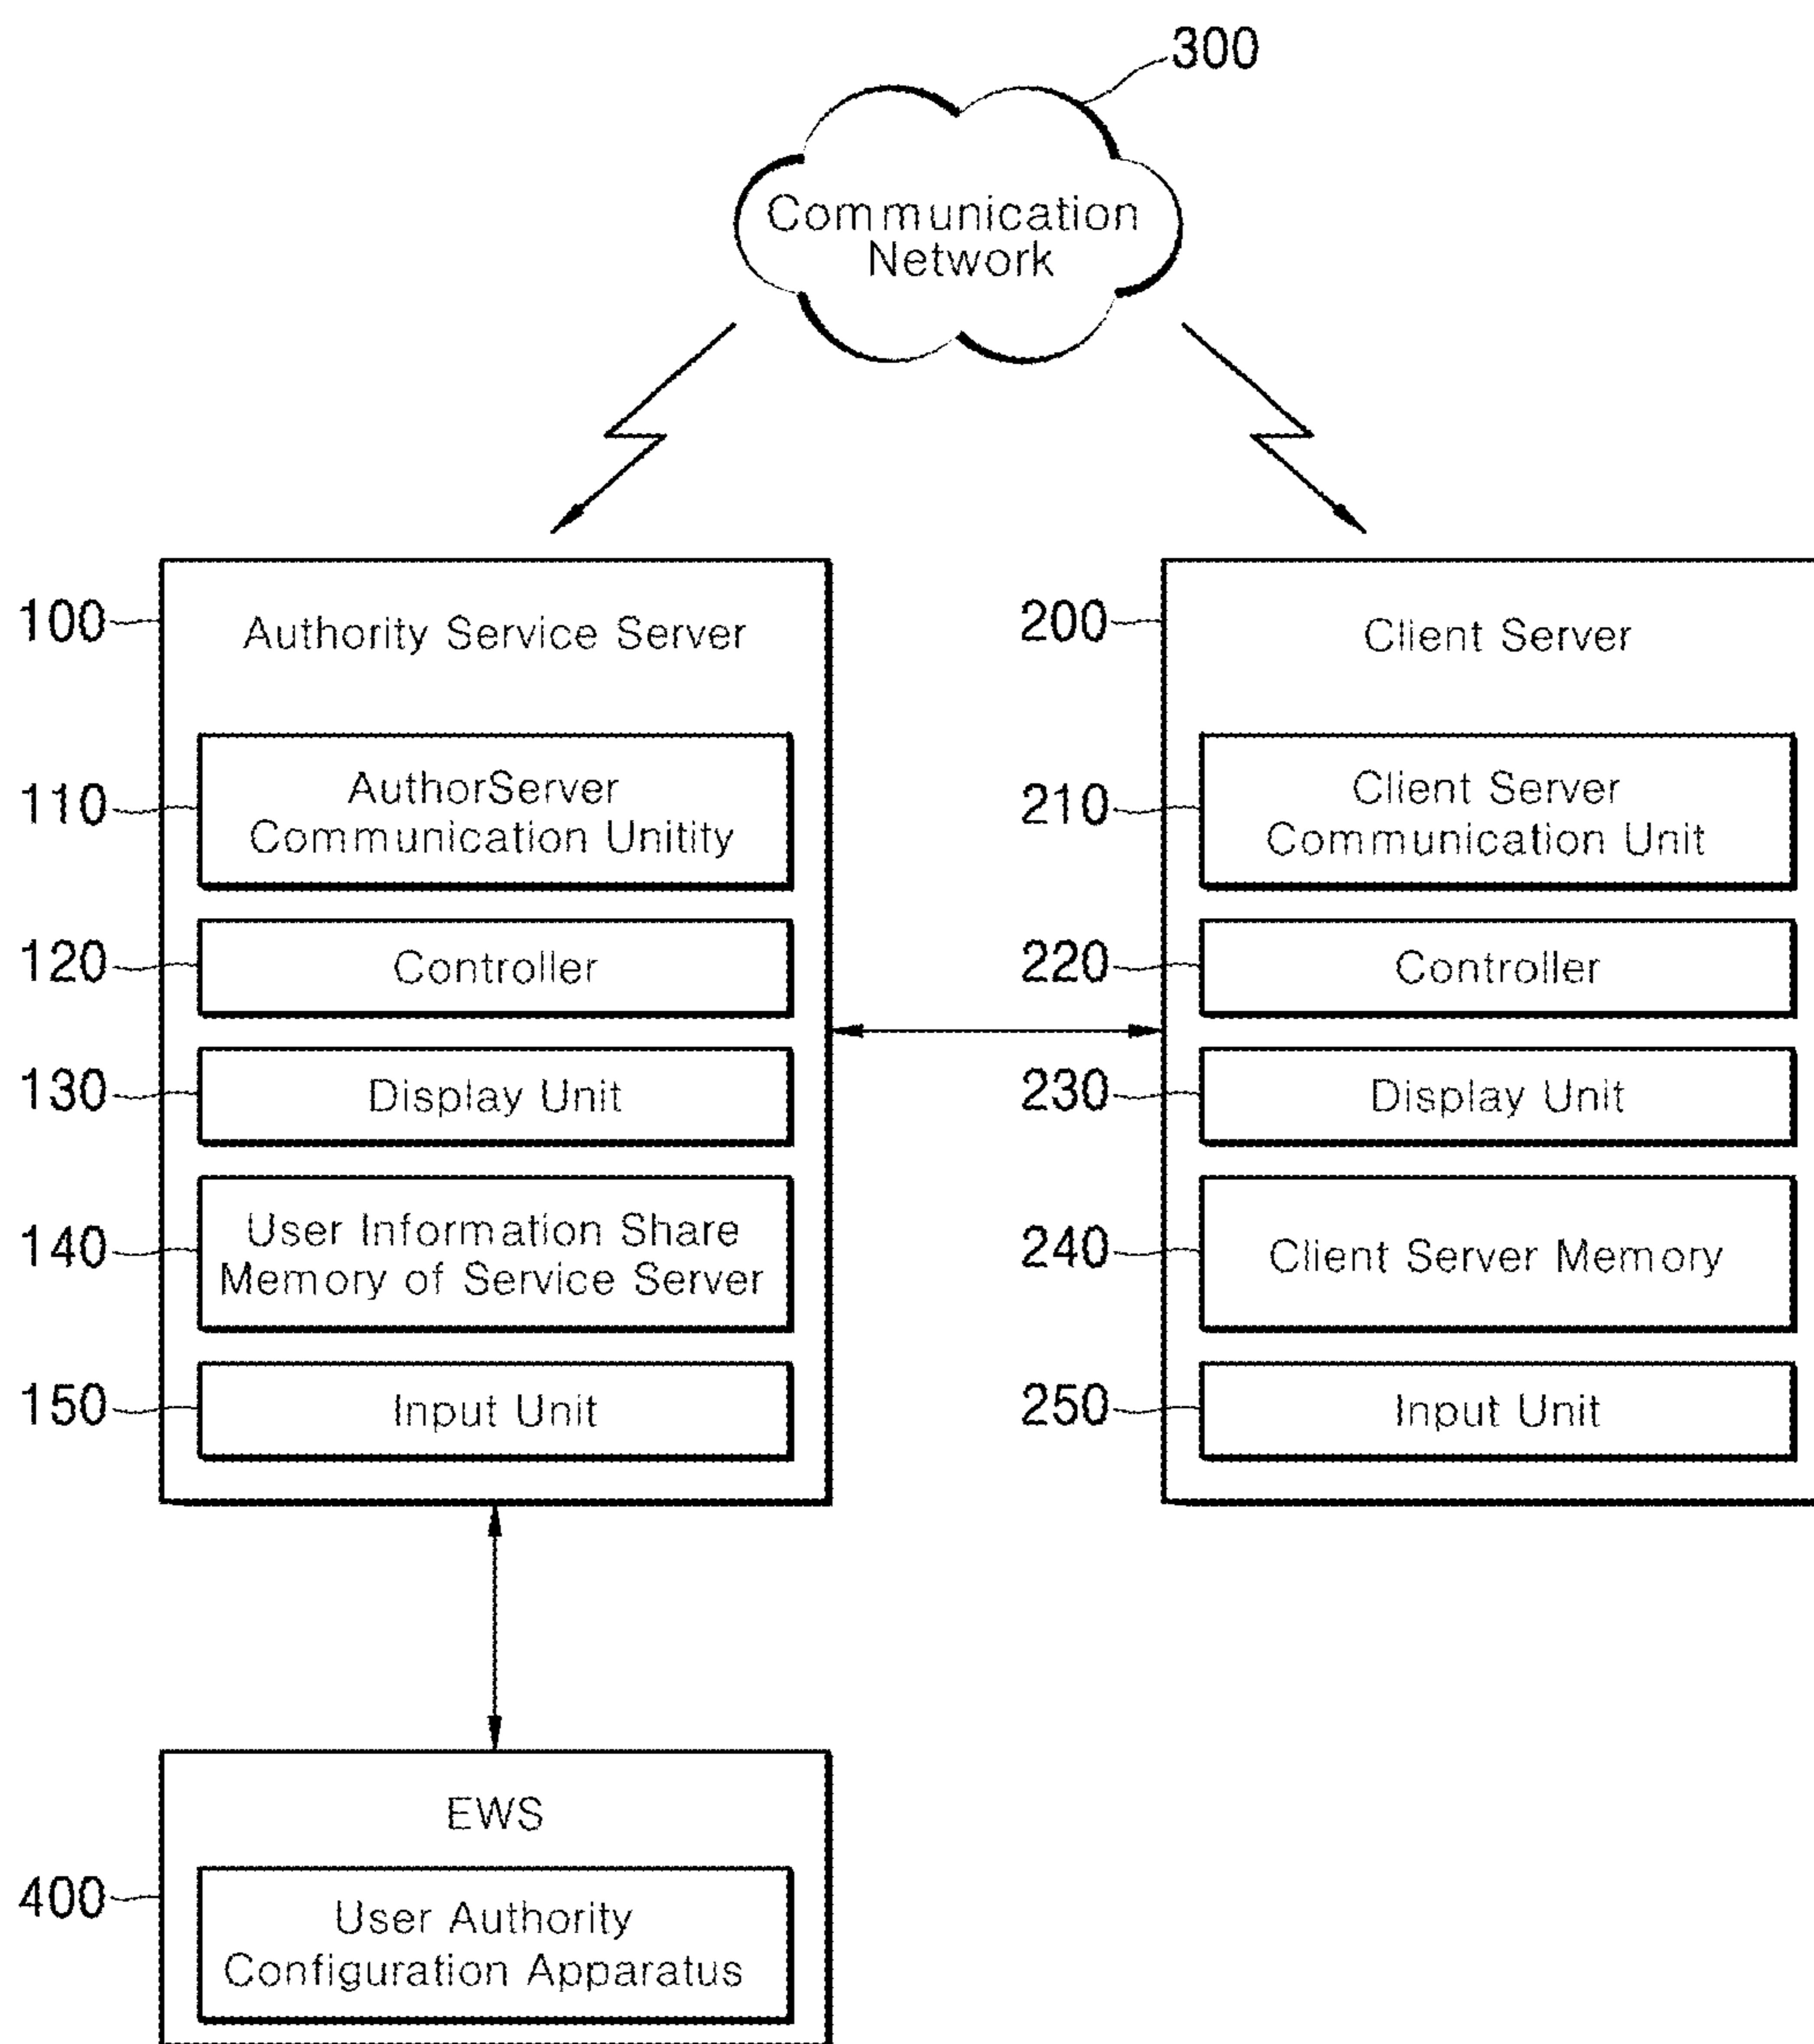 300
Communication
Network
100
Authority Service Server
110
AuthorServer
Communication Unitity
120
Controller
130
Display Unit
140
User Information Share
Memory of Service Server
150
Input Unit
200
Client Server
210
Client Server
Communication Unit
220
Controller
230
Display Unit
240
Client Server Memory
250
Input Unit
EWS
400
User Authority
Configuration Apparatus